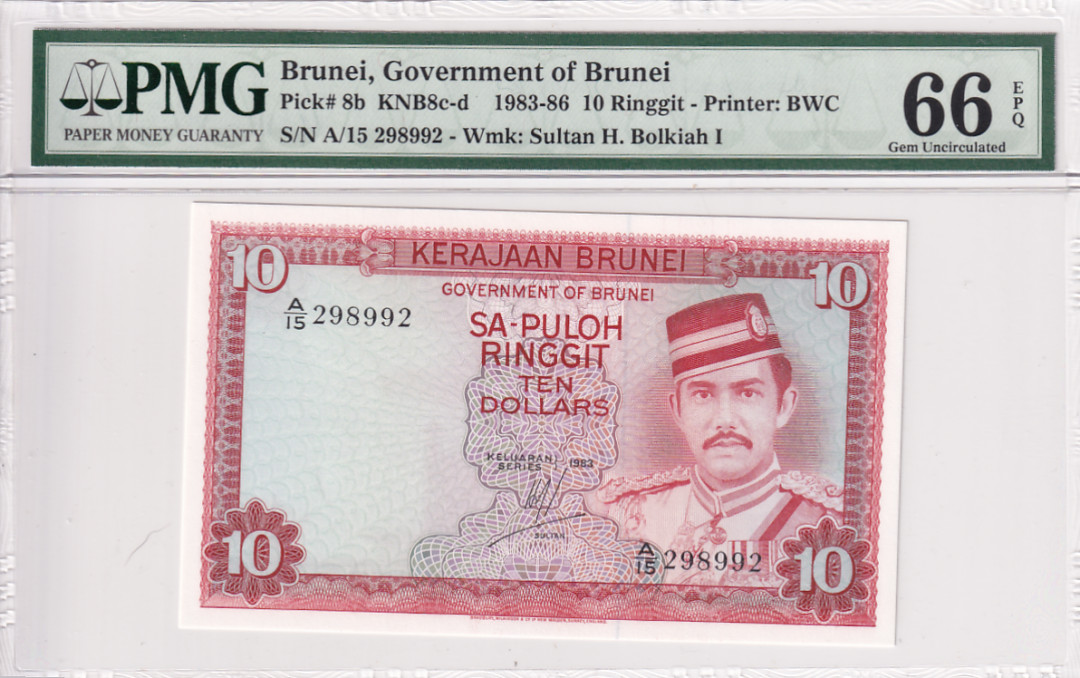 PMG
PAPER MONEY GUARANTY
Brunei, Government of Brunei
Pick# 8b KNB8c-d 1983-86 10 Ringgit - Printer: BWC
S/N A/15 298992 - Wmk: Sultan H. Bolkiah I
66
EPQ
Gem Uncirculated
10
KERAJAAN BRUNEI
10
GOVERNMENT OF BRUNEI
A/15 298992
SA-PULOH
RINGGIT
TEN
DOLLARS
KELUARAN
SERIES 1983
SULTAN
A/15 298992
10
10